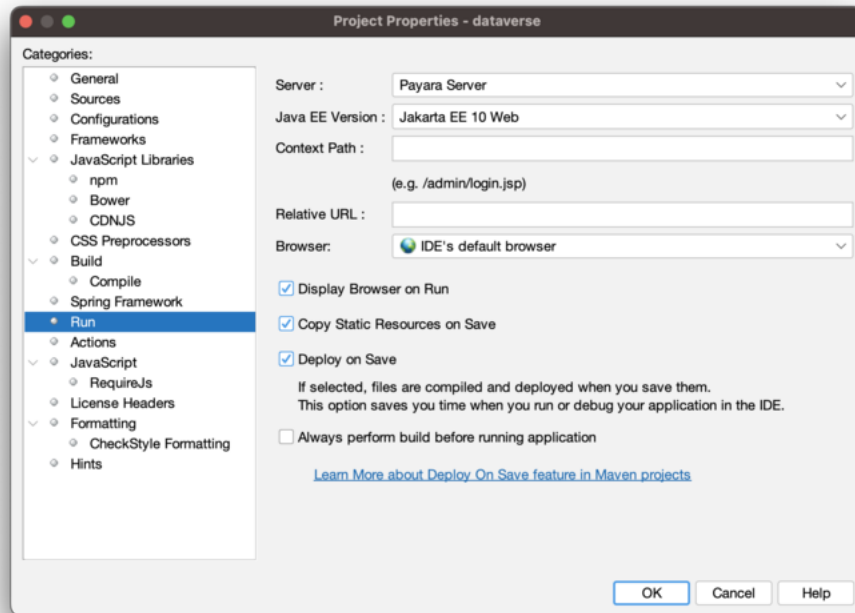 Project Properties - dataverse
Categories:
General
Sources
Configurations
Frameworks
JavaScript Libraries
npm
Bower
CDNJS
CSS Preprocessors
Build
Compile
Spring Framework
Run
Actions
JavaScript
RequireJs
License Headers
Formatting
CheckStyle Formatting
Hints
Server : Payara Server
Java EE Version : Jakarta EE 10 Web
Context Path :
(e.g. /admin/login.jsp)
Relative URL :
Browser: IDE's default browser
Display Browser on Run
Copy Static Resources on Save
Deploy on Save
If selected, files are compiled and deployed when you save them.
This option saves you time when you run or debug your application in the IDE.
Always perform build before running application
Learn More about Deploy On Save feature in Maven projects
OK Cancel Help